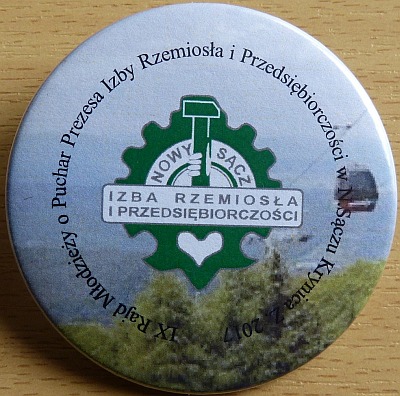 IX Rajd Młodzieży o Puchar Prezesa Izby Rzemiosła i Przedsiębiorczości w N.Sączu Krynica Z. 2017
NOWY SĄCZ
IZBA RZEMIOSŁA
I PRZEDSIĘBIORCZOŚCI